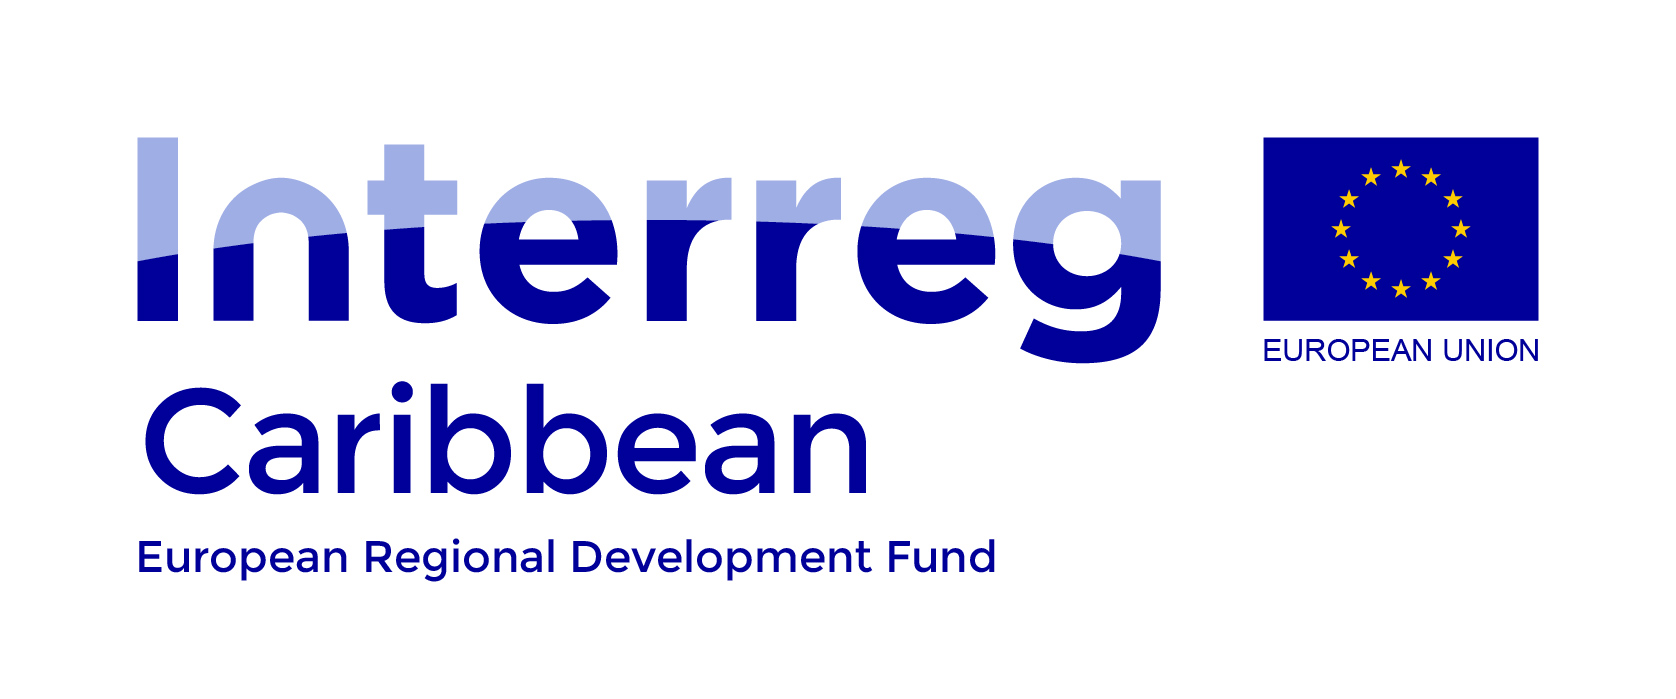 Interreg
EUROPEAN UNION
Caribbean
European Regional Development Fund